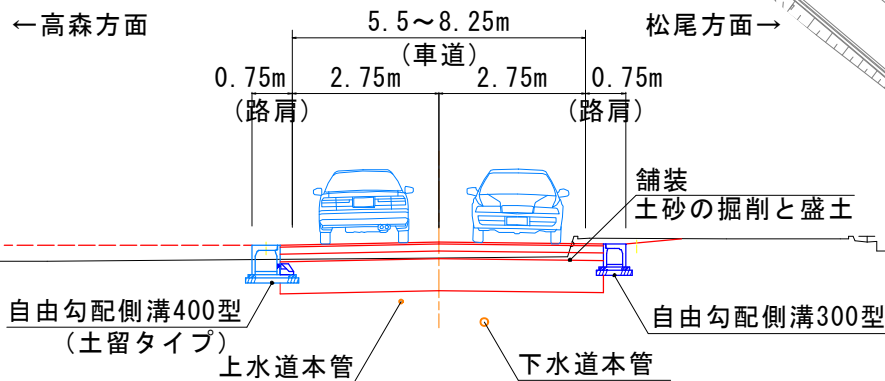 ←高森方面
5.5～8.25m
（車道）
松尾方面→
0.75m
2.75m
2.75m
0.75m
（路肩）
（路肩）
舗装
土砂の掘削と盛土
自由勾配側溝400型
（土留タイプ）
自由勾配側溝300型
上水道本管
下水道本管